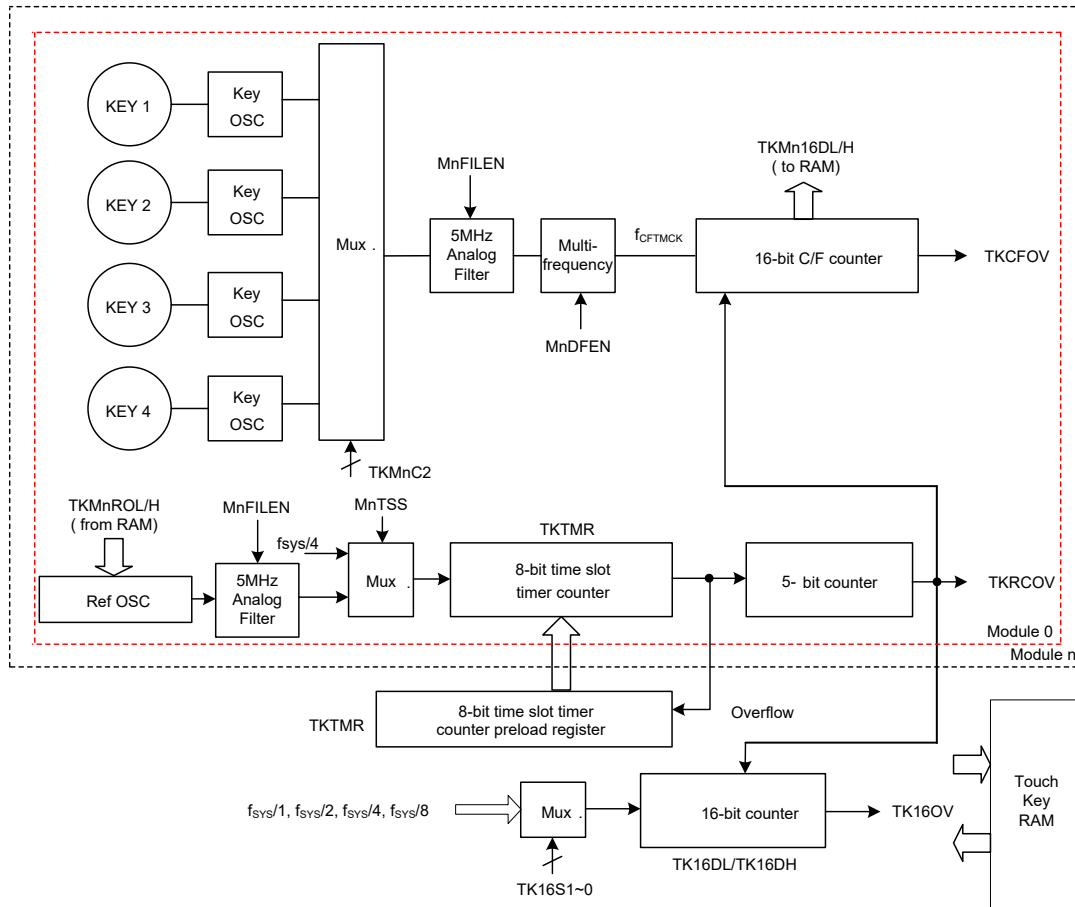 KEY 1
Key
OSC
KEY 2
Key
OSC
KEY 3
Key
OSC
KEY 4
Key
OSC
Mux .
TKMnC2
MnFILEN
5MHz
Analog
Filter
Multi-
frequency
MnDFEN
fCFTMCK
TKMn16DL/H
( to RAM)
16-bit C/F counter
TKCFOV
TKMnROL/H
( from RAM)
Ref OSC
MnFILEN
5MHz
Analog
Filter
fsys/4
MnTSS
Mux .
TKTMR
8-bit time slot
timer counter
5- bit counter
TKRCOV
Module 0
Module n
TKTMR
8-bit time slot timer
counter preload register
Overflow
fSYS/1, fSYS/2, fSYS/4, fSYS/8
Mux .
TK16S1~0
16-bit counter
TK16DL/TK16DH
TK16OV
Touch
Key
RAM